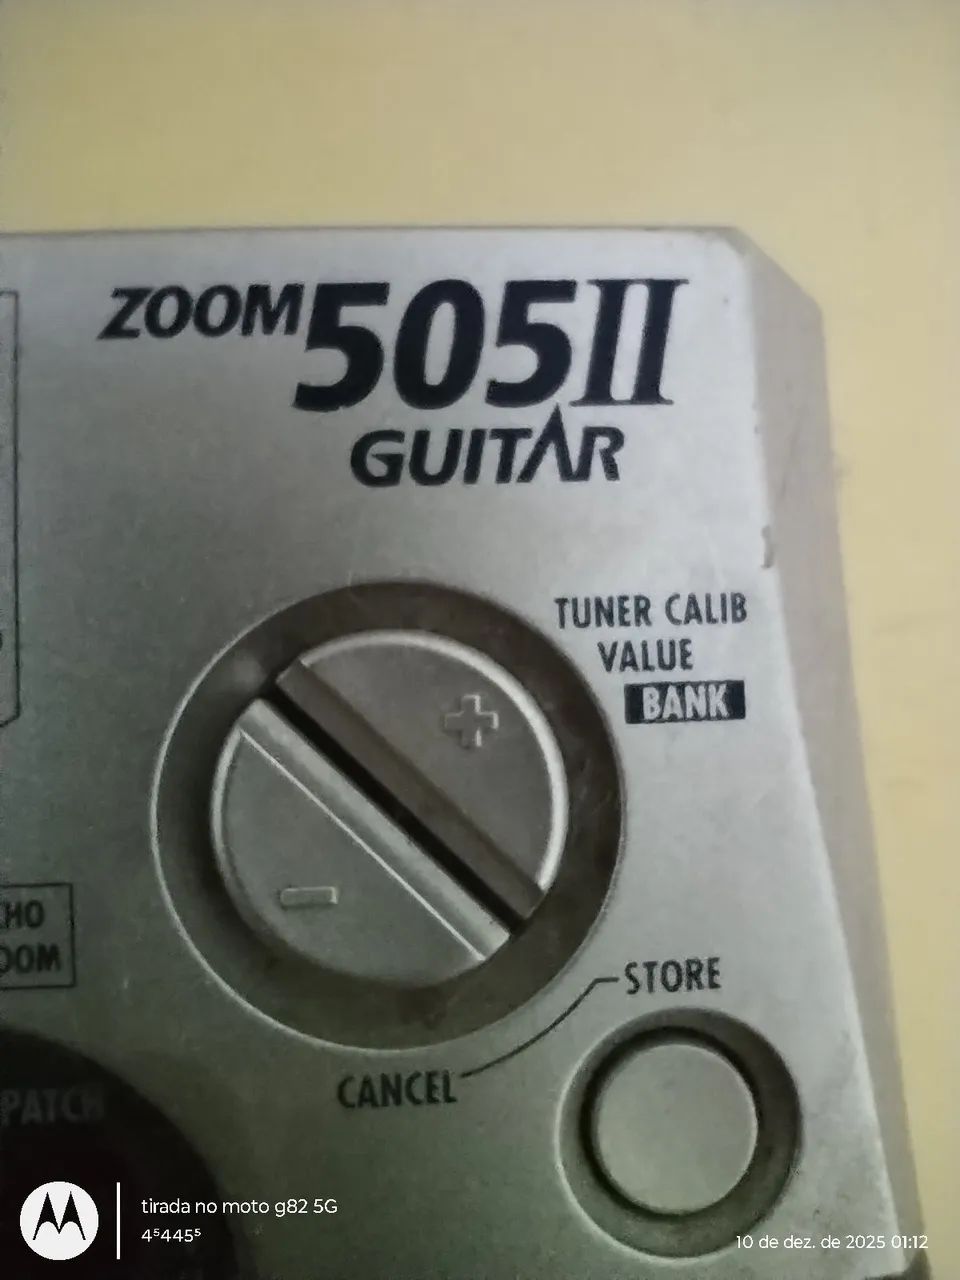 ZOOM 505II
GUITAR
TUNER CALIB
VALUE
BANK
+
-
STORE
CANCEL
PATCH
tirada no moto g82 5G
4⁵445⁵
10 de dez. de 2025 01:12